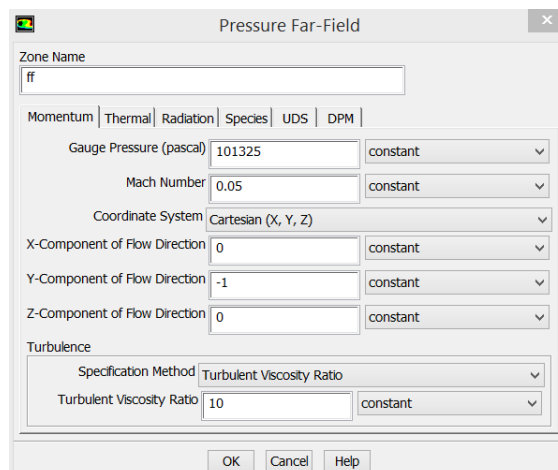 Pressure Far-Field
Zone Name
ff
Momentum Thermal Radiation Species UDS DPM
Gauge Pressure (pascal) 101325 constant
Mach Number 0.05 constant
Coordinate System Cartesian (X, Y, Z)
X-Component of Flow Direction 0 constant
Y-Component of Flow Direction -1 constant
Z-Component of Flow Direction 0 constant
Turbulence
Specification Method Turbulent Viscosity Ratio
Turbulent Viscosity Ratio 10 constant
OK Cancel Help